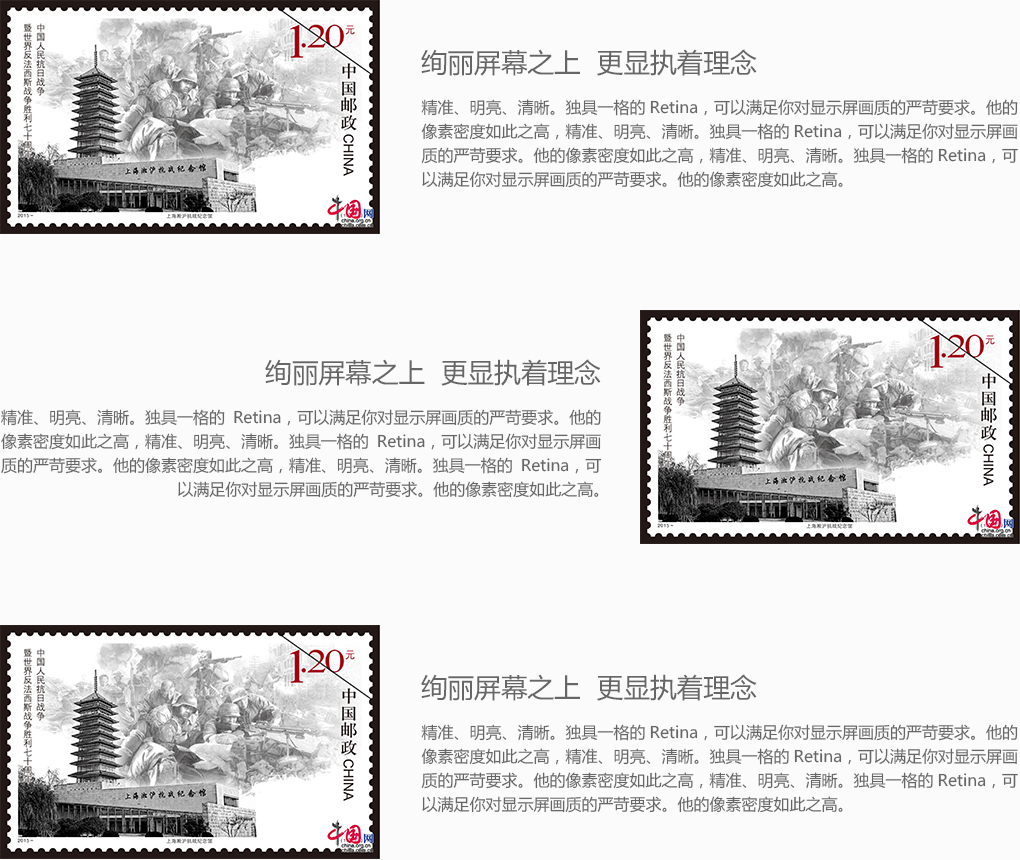 中国人民抗日战争
暨世界反法西斯战争胜利七十周
1.20元
中国邮政 CHINA
上海淞沪抗战纪念馆
2015-
上海淞沪抗战纪念馆
中国网
china.org.cn
绚丽屏幕之上 更显执着理念
精准、明亮、清晰。独具一格的 Retina，可以满足你对显示屏画质的严苛要求。他的
像素密度如此之高，精准、明亮、清晰。独具一格的 Retina，可以满足你对显示屏画
质的严苛要求。他的像素密度如此之高，精准、明亮、清晰。独具一格的 Retina，可
以满足你对显示屏画质的严苛要求。他的像素密度如此之高。
绚丽屏幕之上 更显执着理念
精准、明亮、清晰。独具一格的 Retina，可以满足你对显示屏画质的严苛要求。他的
像素密度如此之高，精准、明亮、清晰。独具一格的 Retina，可以满足你对显示屏画
质的严苛要求。他的像素密度如此之高，精准、明亮、清晰。独具一格的 Retina，可
以满足你对显示屏画质的严苛要求。他的像素密度如此之高。
中国人民抗日战争
暨世界反法西斯战争胜利七十周
1.20元
中国邮政 CHINA
上海淞沪抗战纪念馆
2015-
上海淞沪抗战纪念馆
中国网
china.org.cn
中国人民抗日战争
暨世界反法西斯战争胜利七十周
1.20元
中国邮政 CHINA
上海淞沪抗战纪念馆
2015-
上海淞沪抗战纪念馆
中国网
china.org.cn
绚丽屏幕之上 更显执着理念
精准、明亮、清晰。独具一格的 Retina，可以满足你对显示屏画质的严苛要求。他的
像素密度如此之高，精准、明亮、清晰。独具一格的 Retina，可以满足你对显示屏画
质的严苛要求。他的像素密度如此之高，精准、明亮、清晰。独具一格的 Retina，可
以满足你对显示屏画质的严苛要求。他的像素密度如此之高。